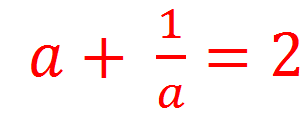 a + 1/a = 2